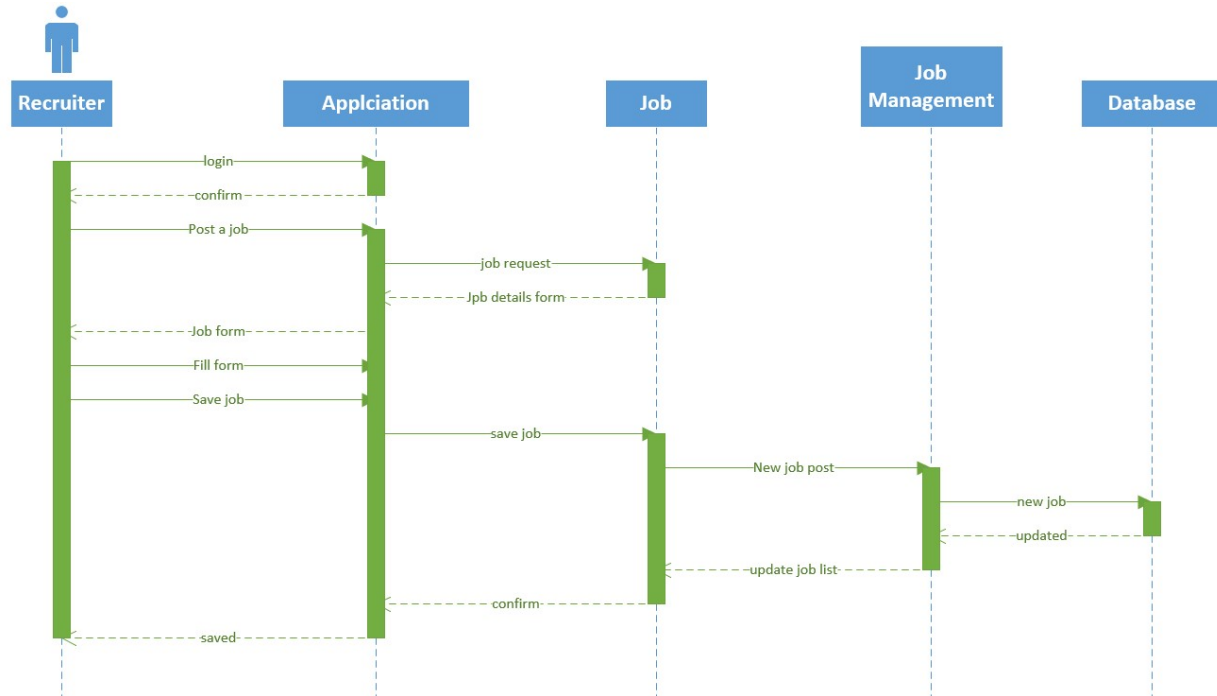 Recruiter
Applciation
Job
Job
Management
Database
login
confirm
Post a job
job request
Jpb details form
Job form
Fill form
Save job
save job
New job post
new job
updated
update job list
confirm
saved